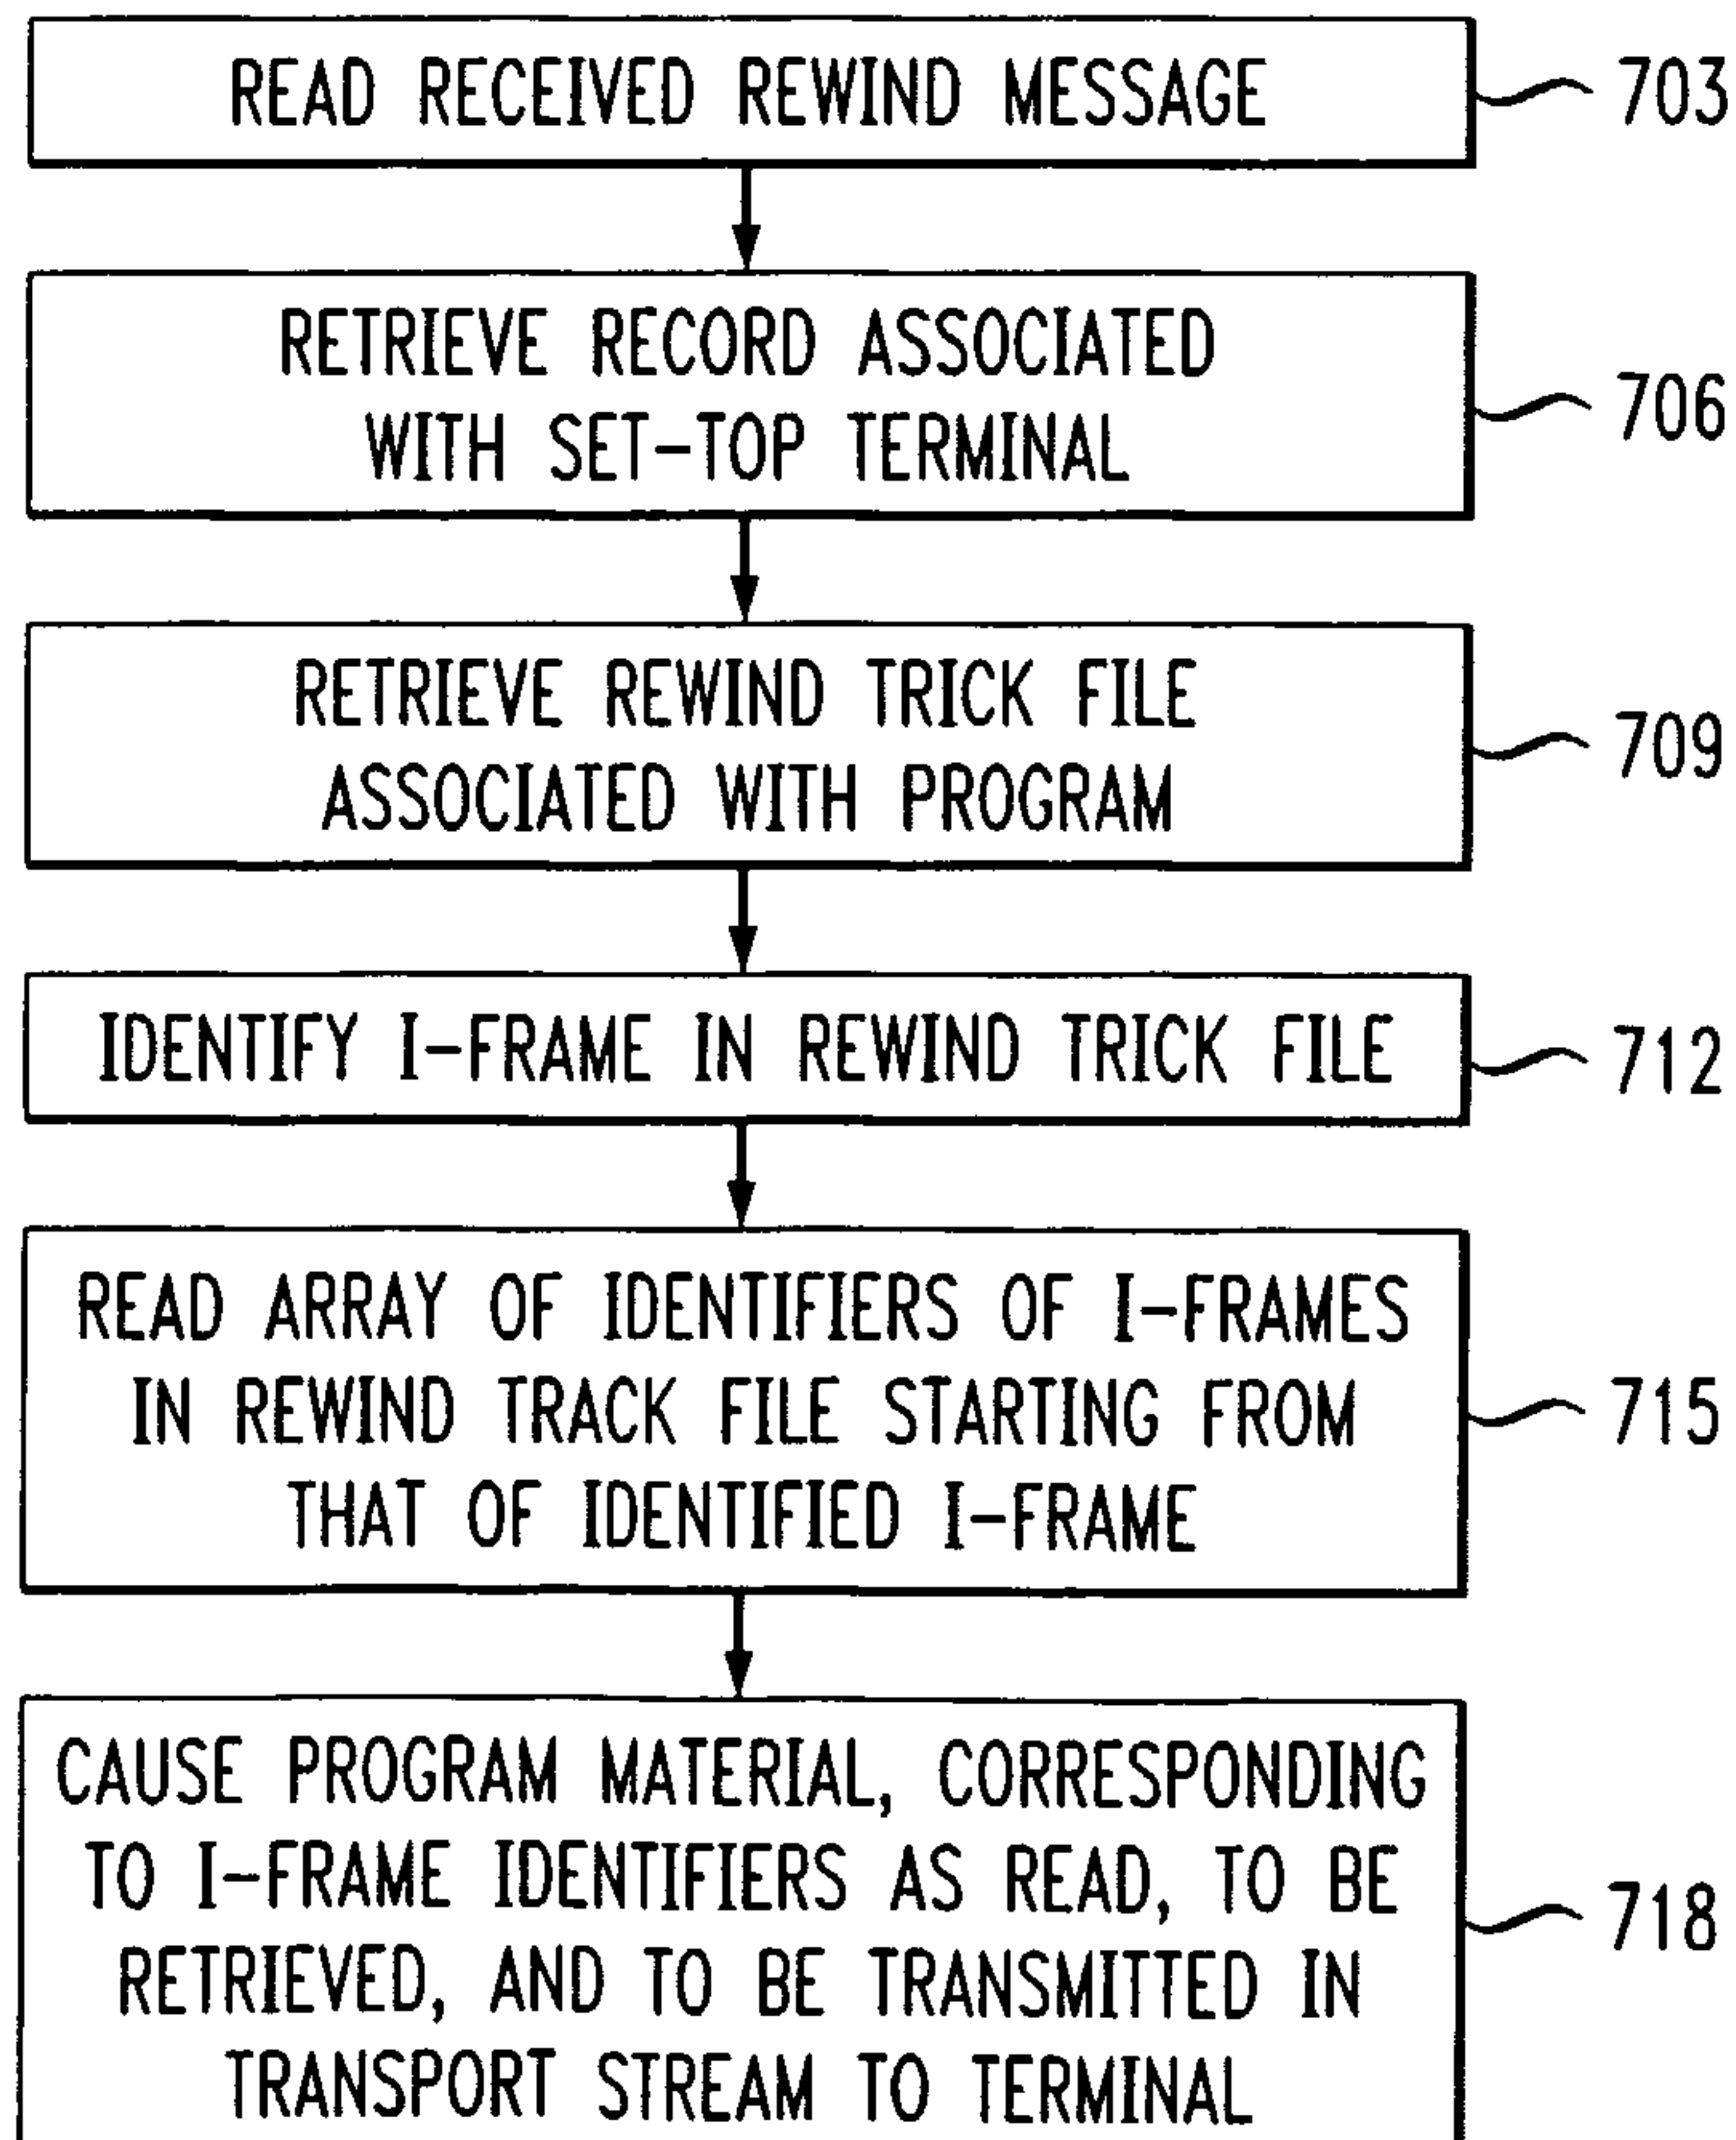 READ RECEIVED REWIND MESSAGE
703
RETRIEVE RECORD ASSOCIATED
WITH SET-TOP TERMINAL
706
RETRIEVE REWIND TRICK FILE
ASSOCIATED WITH PROGRAM
709
IDENTIFY I-FRAME IN REWIND TRICK FILE
712
READ ARRAY OF IDENTIFIERS OF I-FRAMES
IN REWIND TRACK FILE STARTING FROM
THAT OF IDENTIFIED I-FRAME
715
CAUSE PROGRAM MATERIAL, CORRESPONDING
TO I-FRAME IDENTIFIERS AS READ, TO BE
RETRIEVED, AND TO BE TRANSMITTED IN
TRANSPORT STREAM TO TERMINAL
718